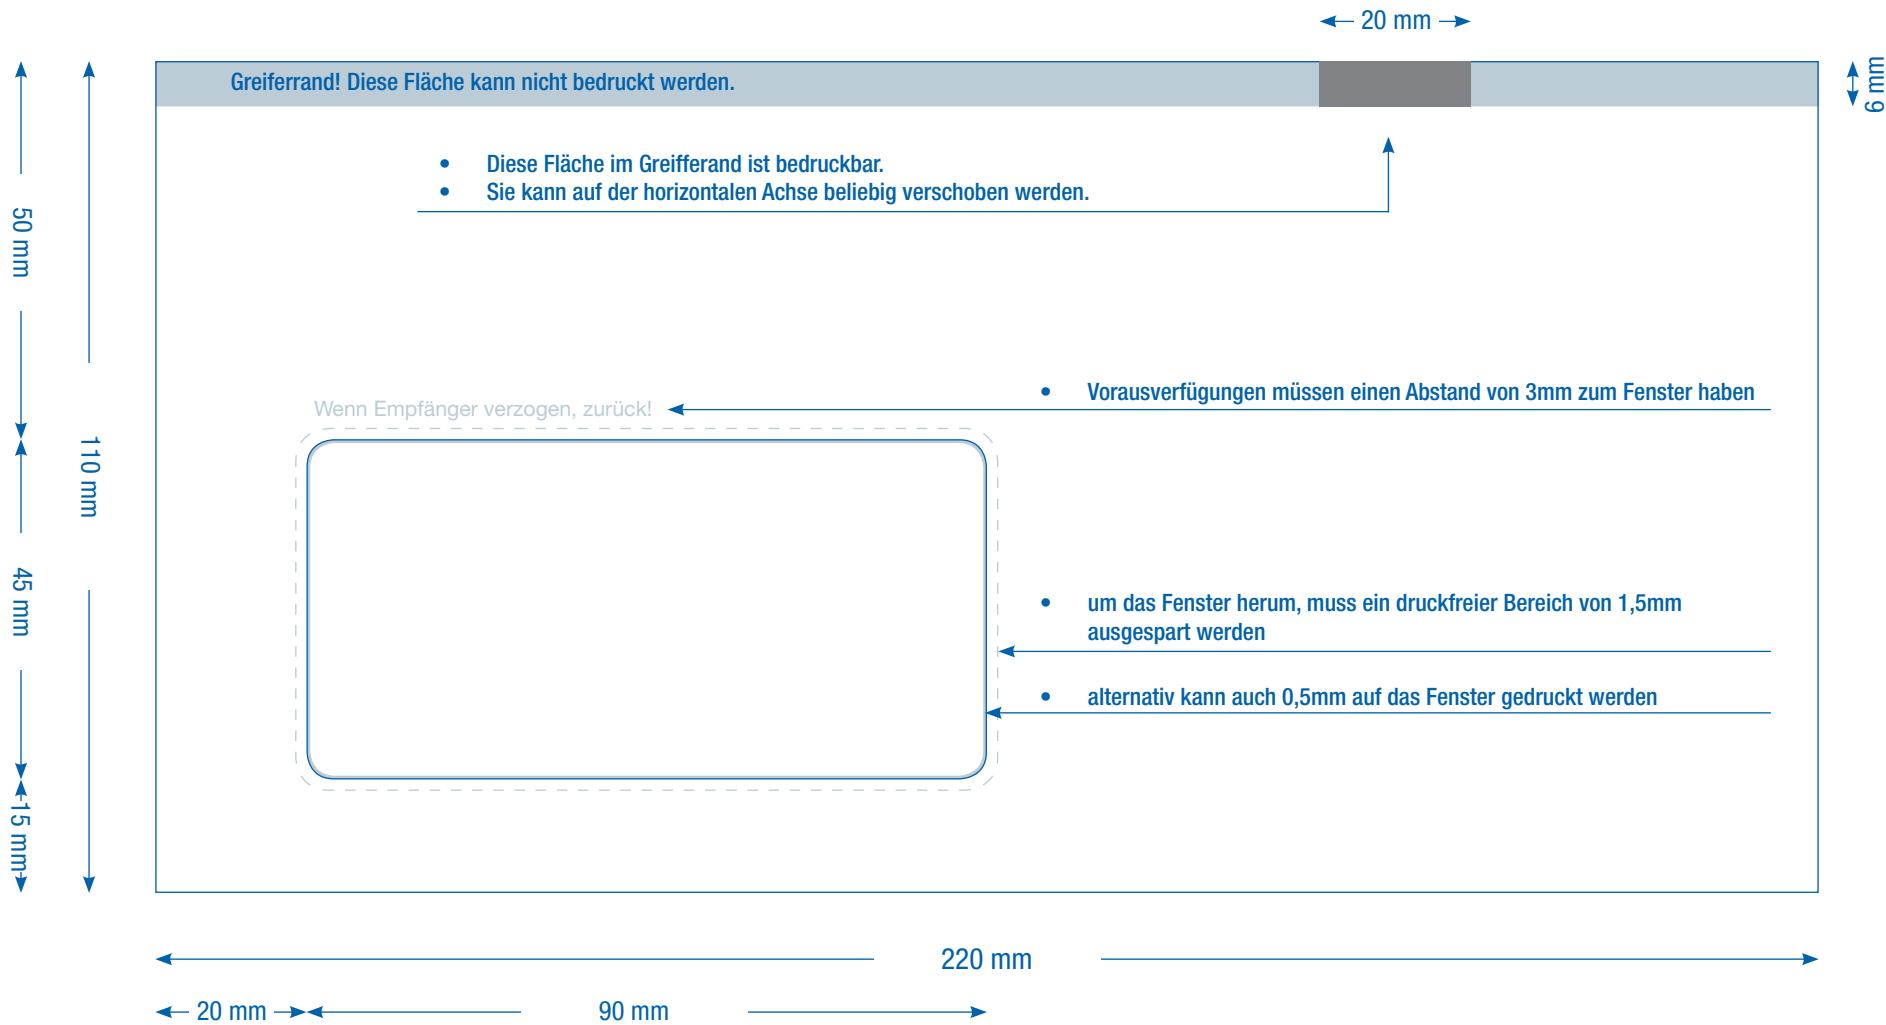 20 mm
Greiferrand! Diese Fläche kann nicht bedruckt werden.
6 mm
• Diese Fläche im Greifferand ist bedruckbar.
• Sie kann auf der horizontalen Achse beliebig verschoben werden.
50 mm
• Vorausverfügungen müssen einen Abstand von 3mm zum Fenster haben
Wenn Empfänger verzogen, zurück!
110 mm
45 mm
• um das Fenster herum, muss ein druckfreier Bereich von 1,5mm
ausgespart werden
• alternativ kann auch 0,5mm auf das Fenster gedruckt werden
15 mm
220 mm
20 mm
90 mm